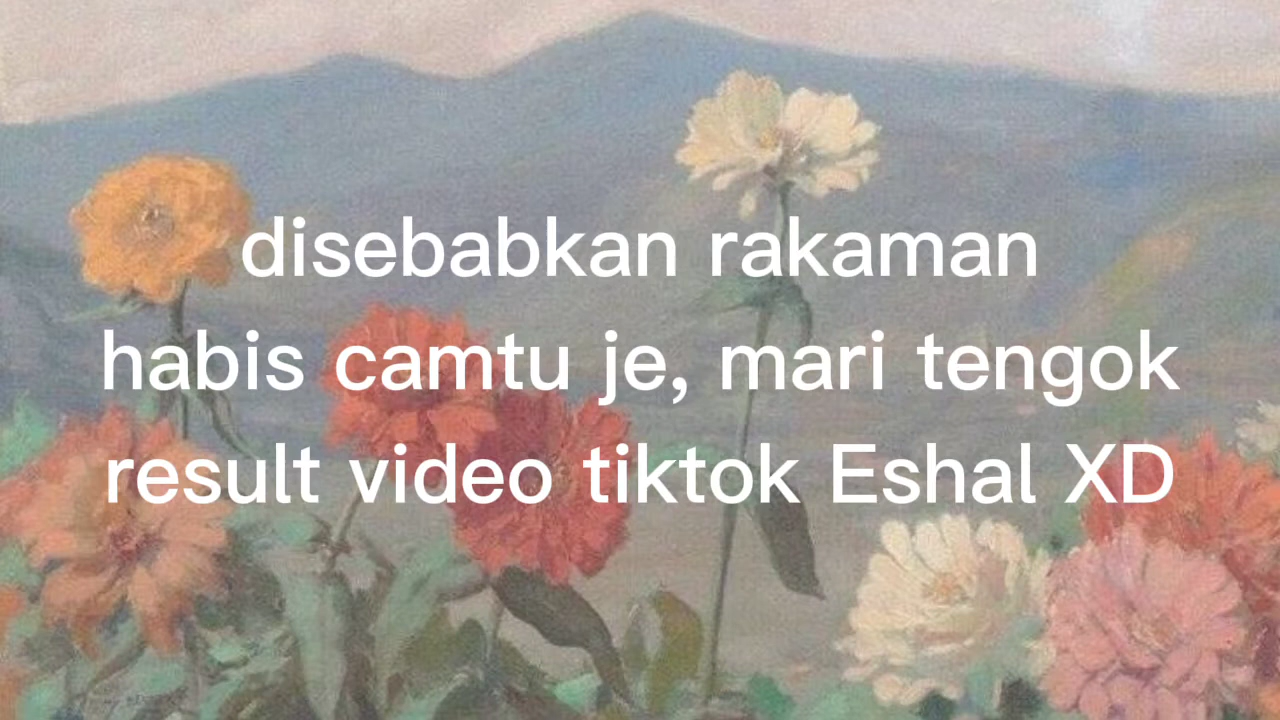 disebabkan rakaman
habis camtu je, mari tengok
result video tiktok Eshal XD